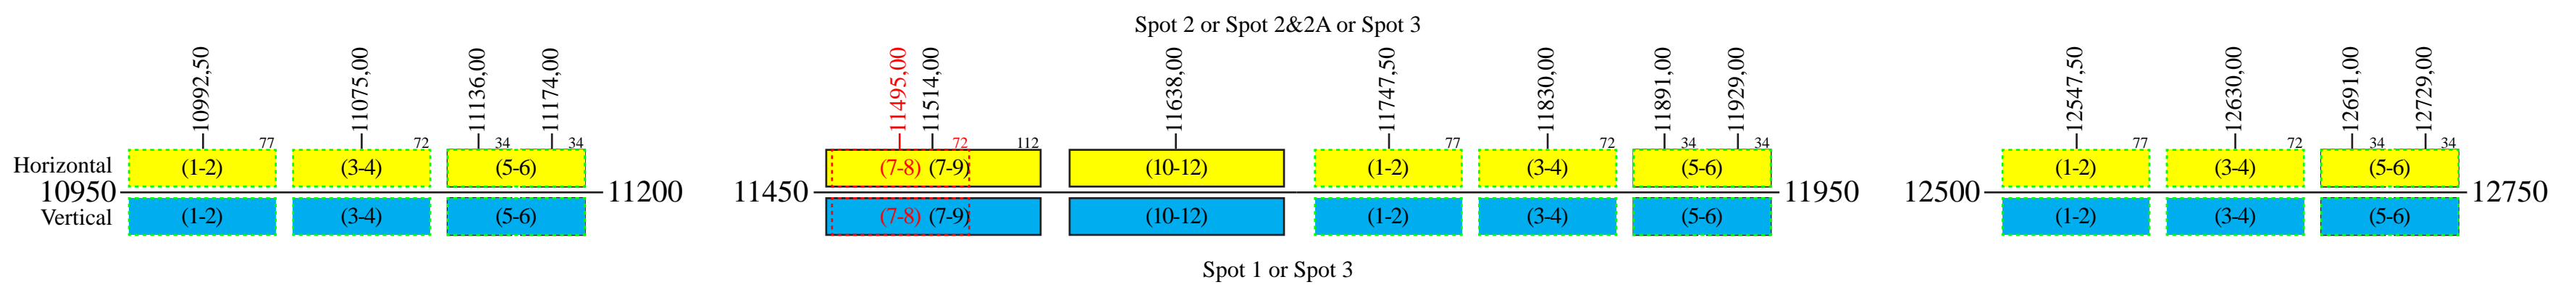 Spot 2 or Spot 2&2A or Spot 3
10992,50 11075,00 11136,00 11174,00 11495,00 11514,00 11638,00 11747,50 11830,00 11891,00 11929,00 12547,50 12630,00 12691,00 12729,00
77 72 34 34 72 112 77 72 34 34 77 72 34 34
Horizontal (1-2) (3-4) (5-6) (7-8) (7-9) (10-12) (1-2) (3-4) (5-6) (1-2) (3-4) (5-6)
10950 11200 11450 11950 12500 12750
Vertical (1-2) (3-4) (5-6) (7-8) (7-9) (10-12) (1-2) (3-4) (5-6) (1-2) (3-4) (5-6)
Spot 1 or Spot 3